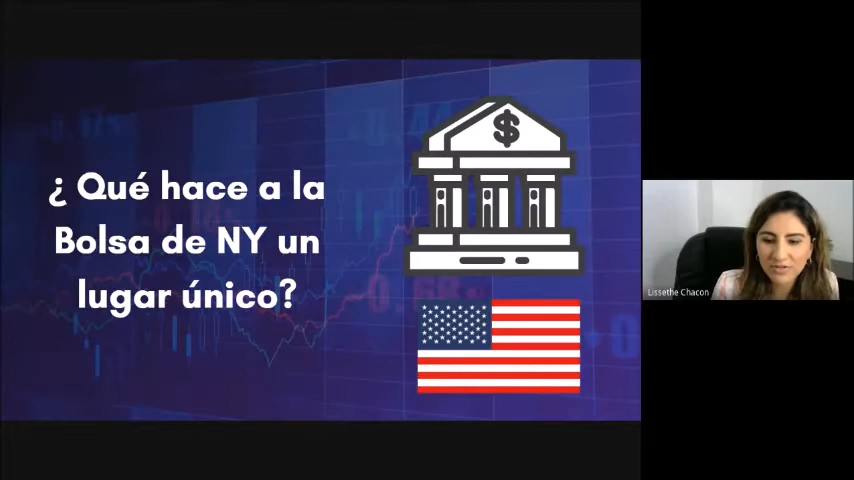 ¿ Qué hace a la
Bolsa de NY un
lugar único?
$
Lissethe Chacon